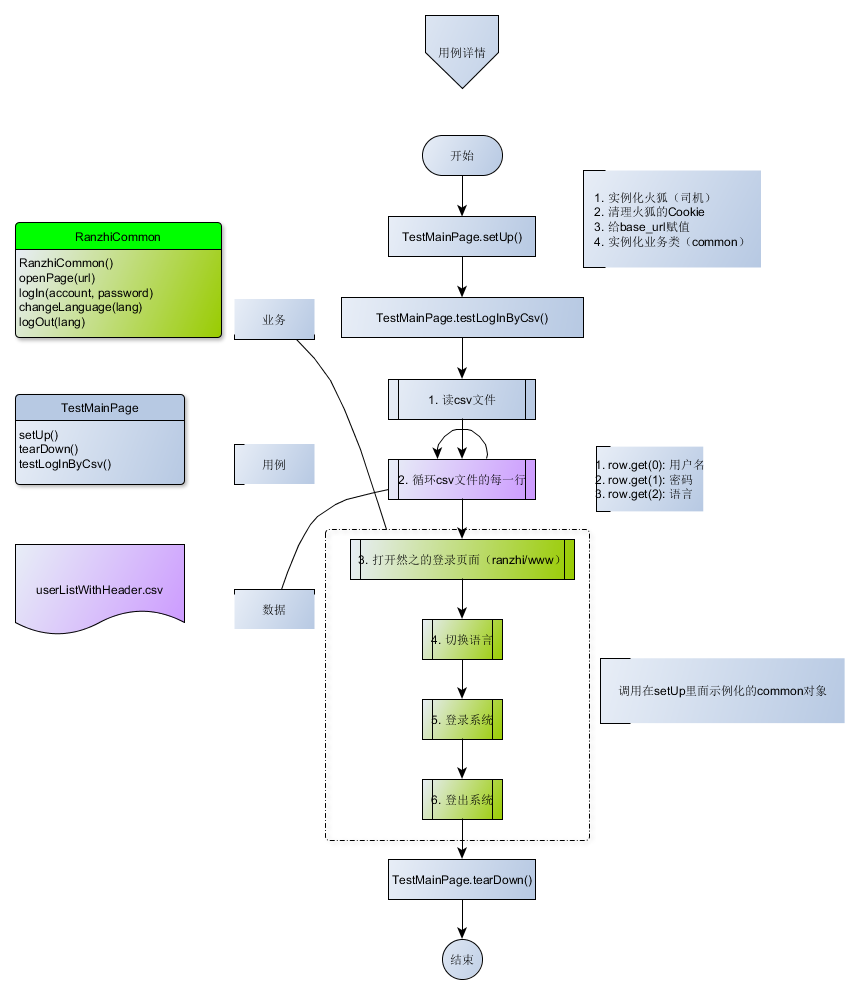 用例详情
开始
1. 实例化火狐（司机）
2. 清理火狐的Cookie
3. 给base_url赋值
4. 实例化业务类（common）
TestMainPage.setUp()
RanzhiCommon
RanzhiCommon()
openPage(url)
logIn(account, password)
changeLanguage(lang)
logOut(lang)
业务
TestMainPage.testLogInByCsv()
TestMainPage
setUp()
tearDown()
testLogInByCsv()
1. 读csv文件
用例
2. 循环csv文件的每一行
1. row.get(0): 用户名
2. row.get(1): 密码
3. row.get(2): 语言
userListWithHeader.csv
数据
3. 打开然之的登录页面（ranzhi/www）
4. 切换语言
5. 登录系统
6. 登出系统
调用在setUp里面示例化的common对象
TestMainPage.tearDown()
结束